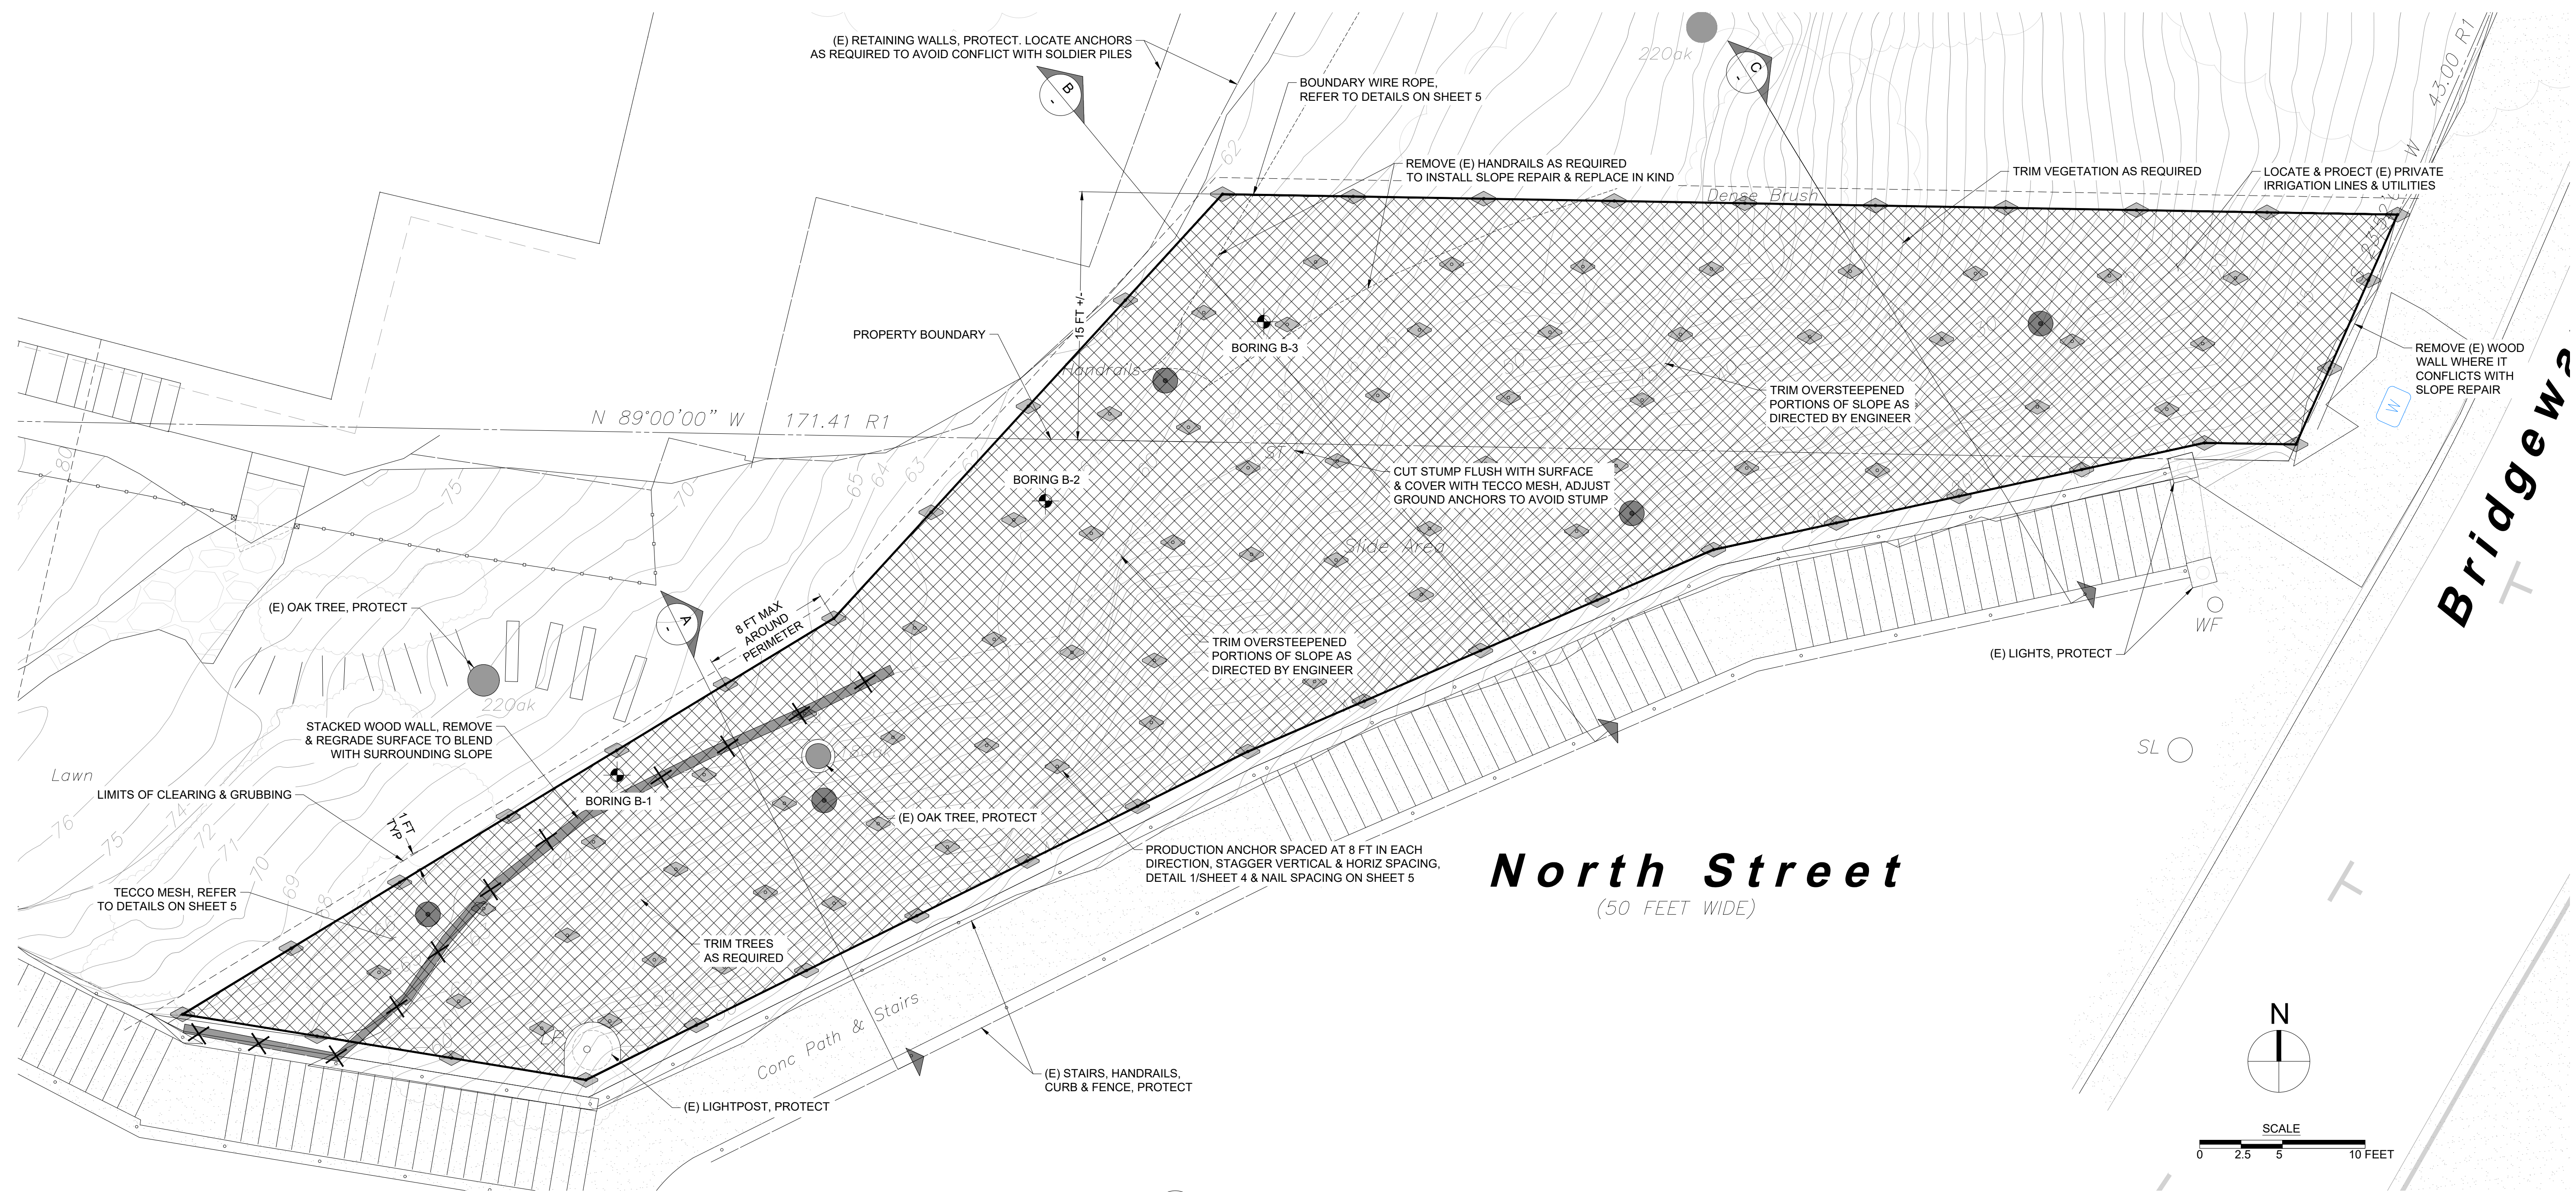 (E) RETAINING WALLS, PROTECT. LOCATE ANCHORS
AS REQUIRED TO AVOID CONFLICT WITH SOLDIER PILES
B
-
BOUNDARY WIRE ROPE,
REFER TO DETAILS ON SHEET 5
220ak
C
-
43.00 R1
W
62
REMOVE (E) HANDRAILS AS REQUIRED
TO INSTALL SLOPE REPAIR & REPLACE IN KIND
Dense Brush
TRIM VEGETATION AS REQUIRED
LOCATE & PROECT (E) PRIVATE
IRRIGATION LINES & UTILITIES
15 FT +/-
PROPERTY BOUNDARY
BORING B-3
Handrails
30
REMOVE (E) WOOD
WALL WHERE IT
CONFLICTS WITH
SLOPE REPAIR
W
TRIM OVERSTEEPENED
PORTIONS OF SLOPE AS
DIRECTED BY ENGINEER
N 89°00'00" W 171.41 R1
80
75
70
65
64
63
62
ST
BORING B-2
CUT STUMP FLUSH WITH SURFACE
& COVER WITH TECCO MESH, ADJUST
GROUND ANCHORS TO AVOID STUMP
Slide Area
Bridgewa
(E) OAK TREE, PROTECT
A
-
8 FT MAX
AROUND
PERIMETER
TRIM OVERSTEEPENED
PORTIONS OF SLOPE AS
DIRECTED BY ENGINEER
WF
(E) LIGHTS, PROTECT
220ak
STACKED WOOD WALL, REMOVE
& REGRADE SURFACE TO BLEND
WITH SURROUNDING SLOPE
SL
Lawn
LIMITS OF CLEARING & GRUBBING
BORING B-1
(E) OAK TREE, PROTECT
1 FT
TYP
76
75
74
72
71
70
69
PRODUCTION ANCHOR SPACED AT 8 FT IN EACH
DIRECTION, STAGGER VERTICAL & HORIZ SPACING,
DETAIL 1/SHEET 4 & NAIL SPACING ON SHEET 5
North Street
(50 FEET WIDE)
TECCO MESH, REFER
TO DETAILS ON SHEET 5
TRIM TREES
AS REQUIRED
Conc Path & Stairs
(E) STAIRS, HANDRAILS,
CURB & FENCE, PROTECT
(E) LIGHTPOST, PROTECT
N
SCALE
0 2.5 5 10 FEET